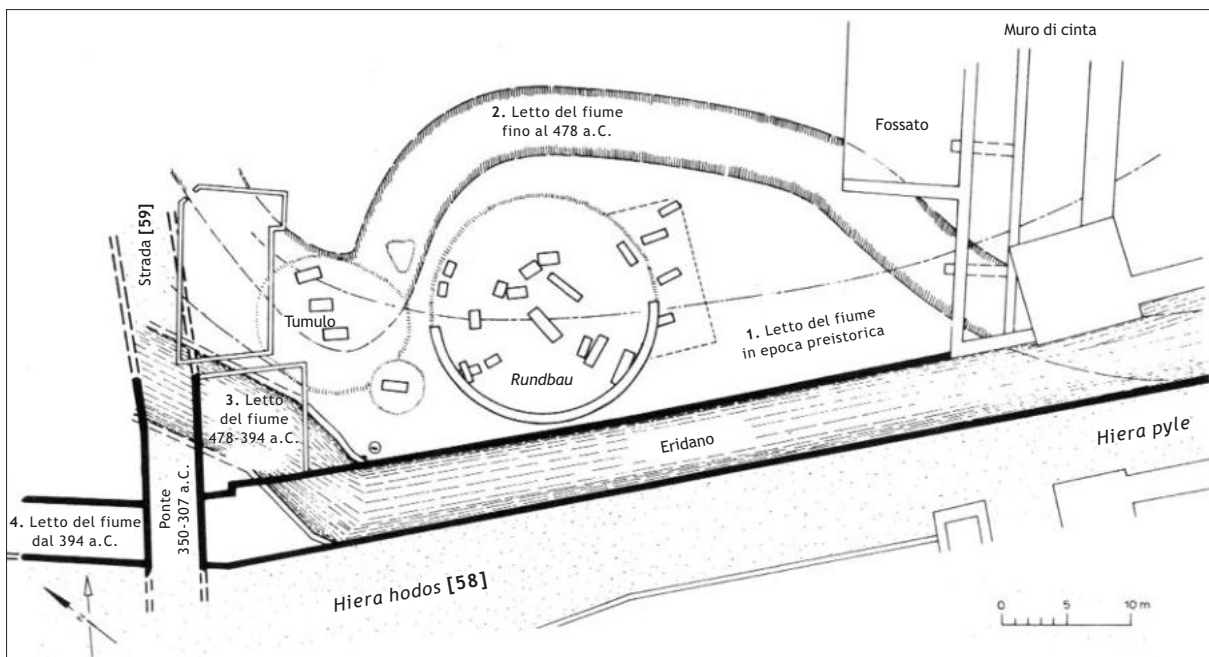 Muro di cinta
2. Letto del fiume
fino al 478 a.C.
Fossato
Strada [59]
Tumulo
1. Letto del fiume
in epoca preistorica
Rundbau
3. Letto
del fiume
478-394 a.C.
Eridano
Hiera pyle
4. Letto del fiume
dal 394 a.C.
Ponte
350-307 a.C.
Hiera hodos [58]
0 5 10 m